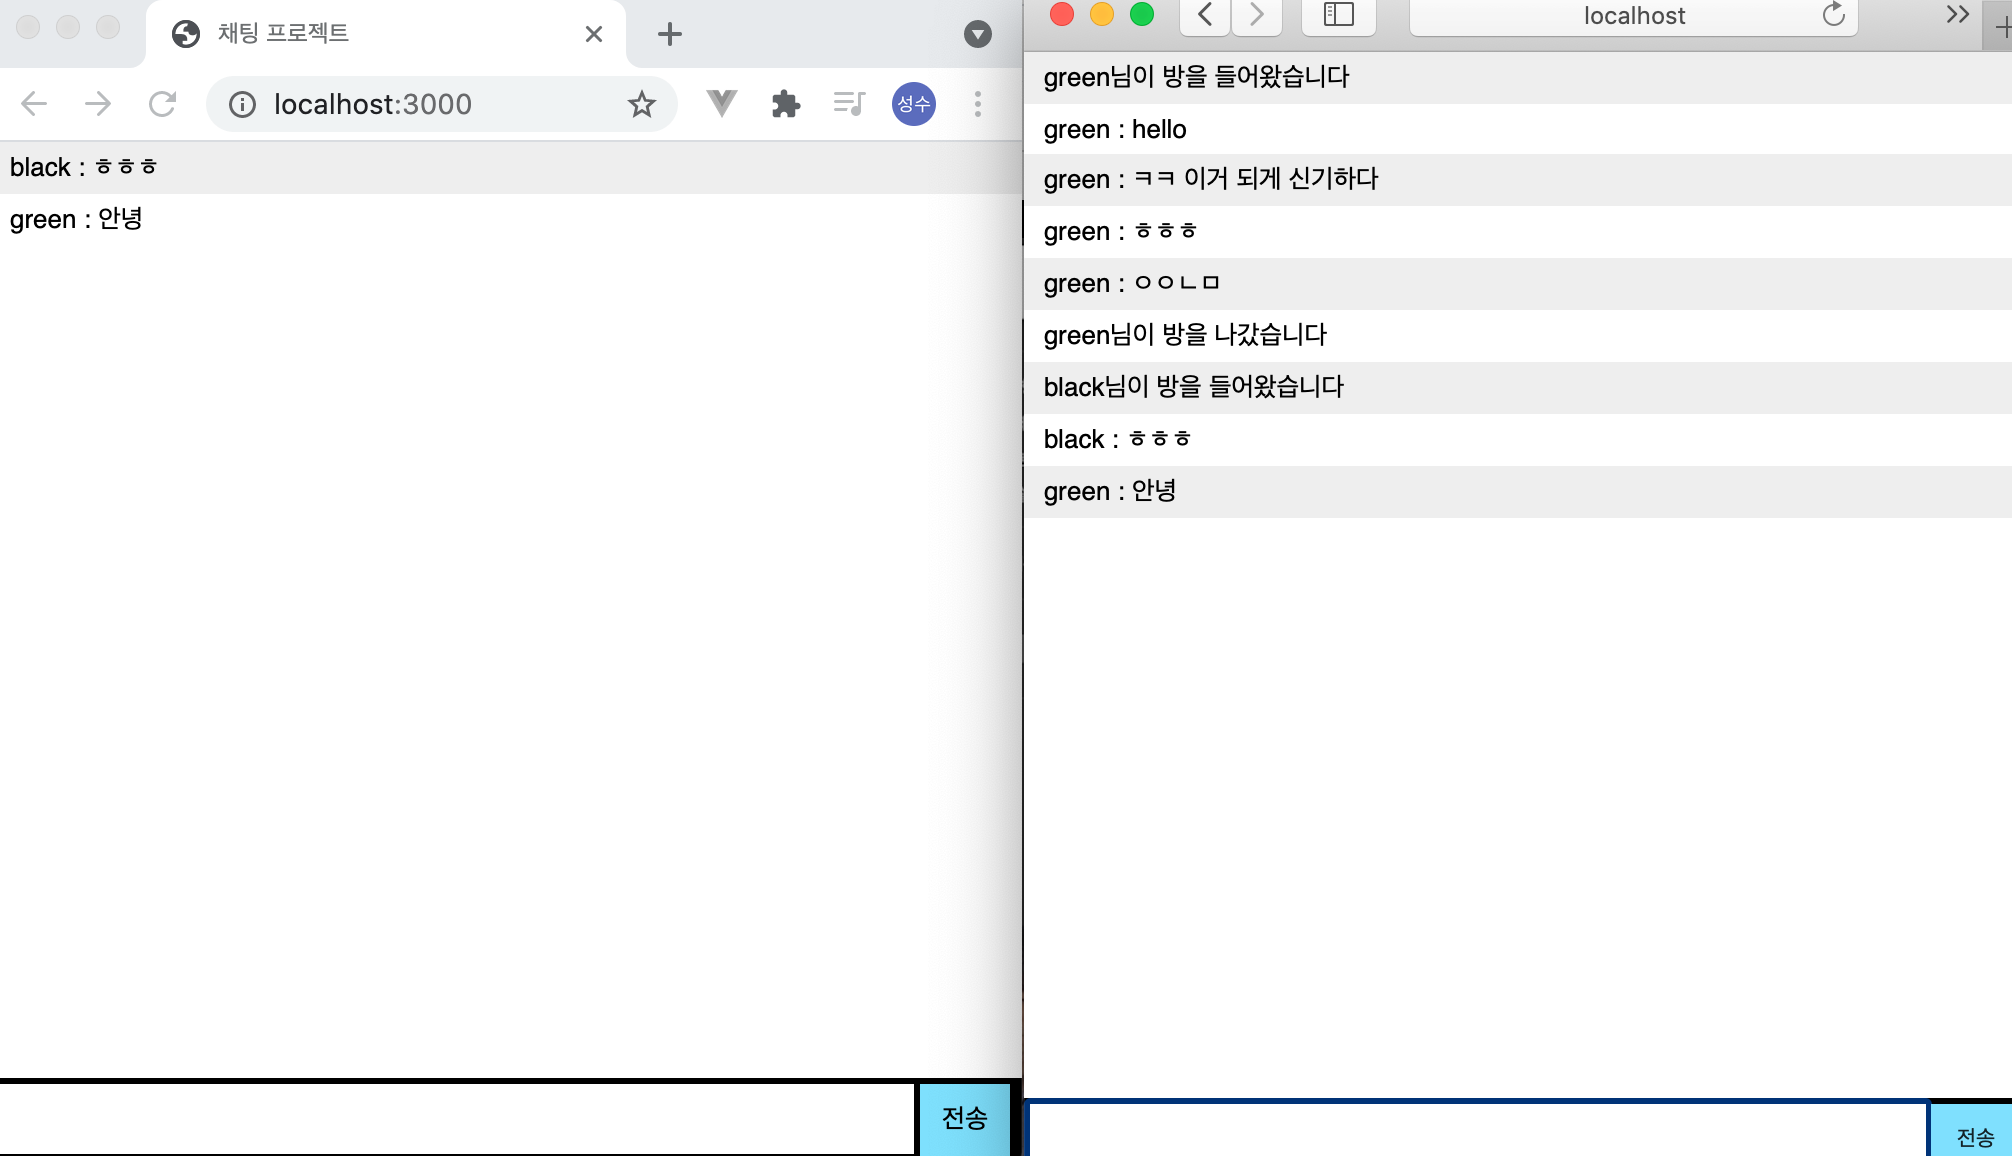 채팅 프로젝트
localhost:3000
성수
black : ㅎㅎㅎ
green : 안녕
전송
localhost
green님이 방을 들어왔습니다
green : hello
green : ㅋㅋ 이거 되게 신기하다
green : ㅎㅎㅎ
green : ㅇㅇㄴㅁ
green님이 방을 나갔습니다
black님이 방을 들어왔습니다
black : ㅎㅎㅎ
green : 안녕
전송